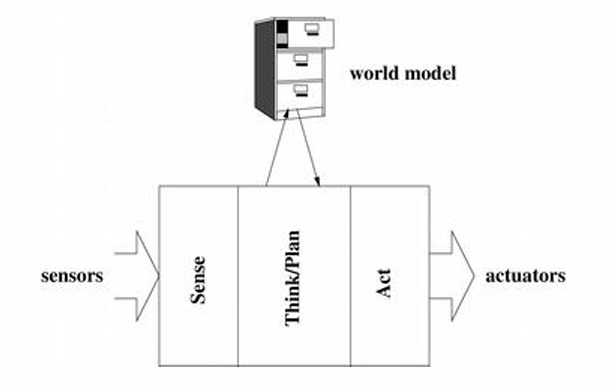 world model
sensors
Sense
Think/Plan
Act
actuators